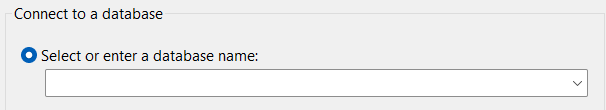 Connect to a database
Select or enter a database name: